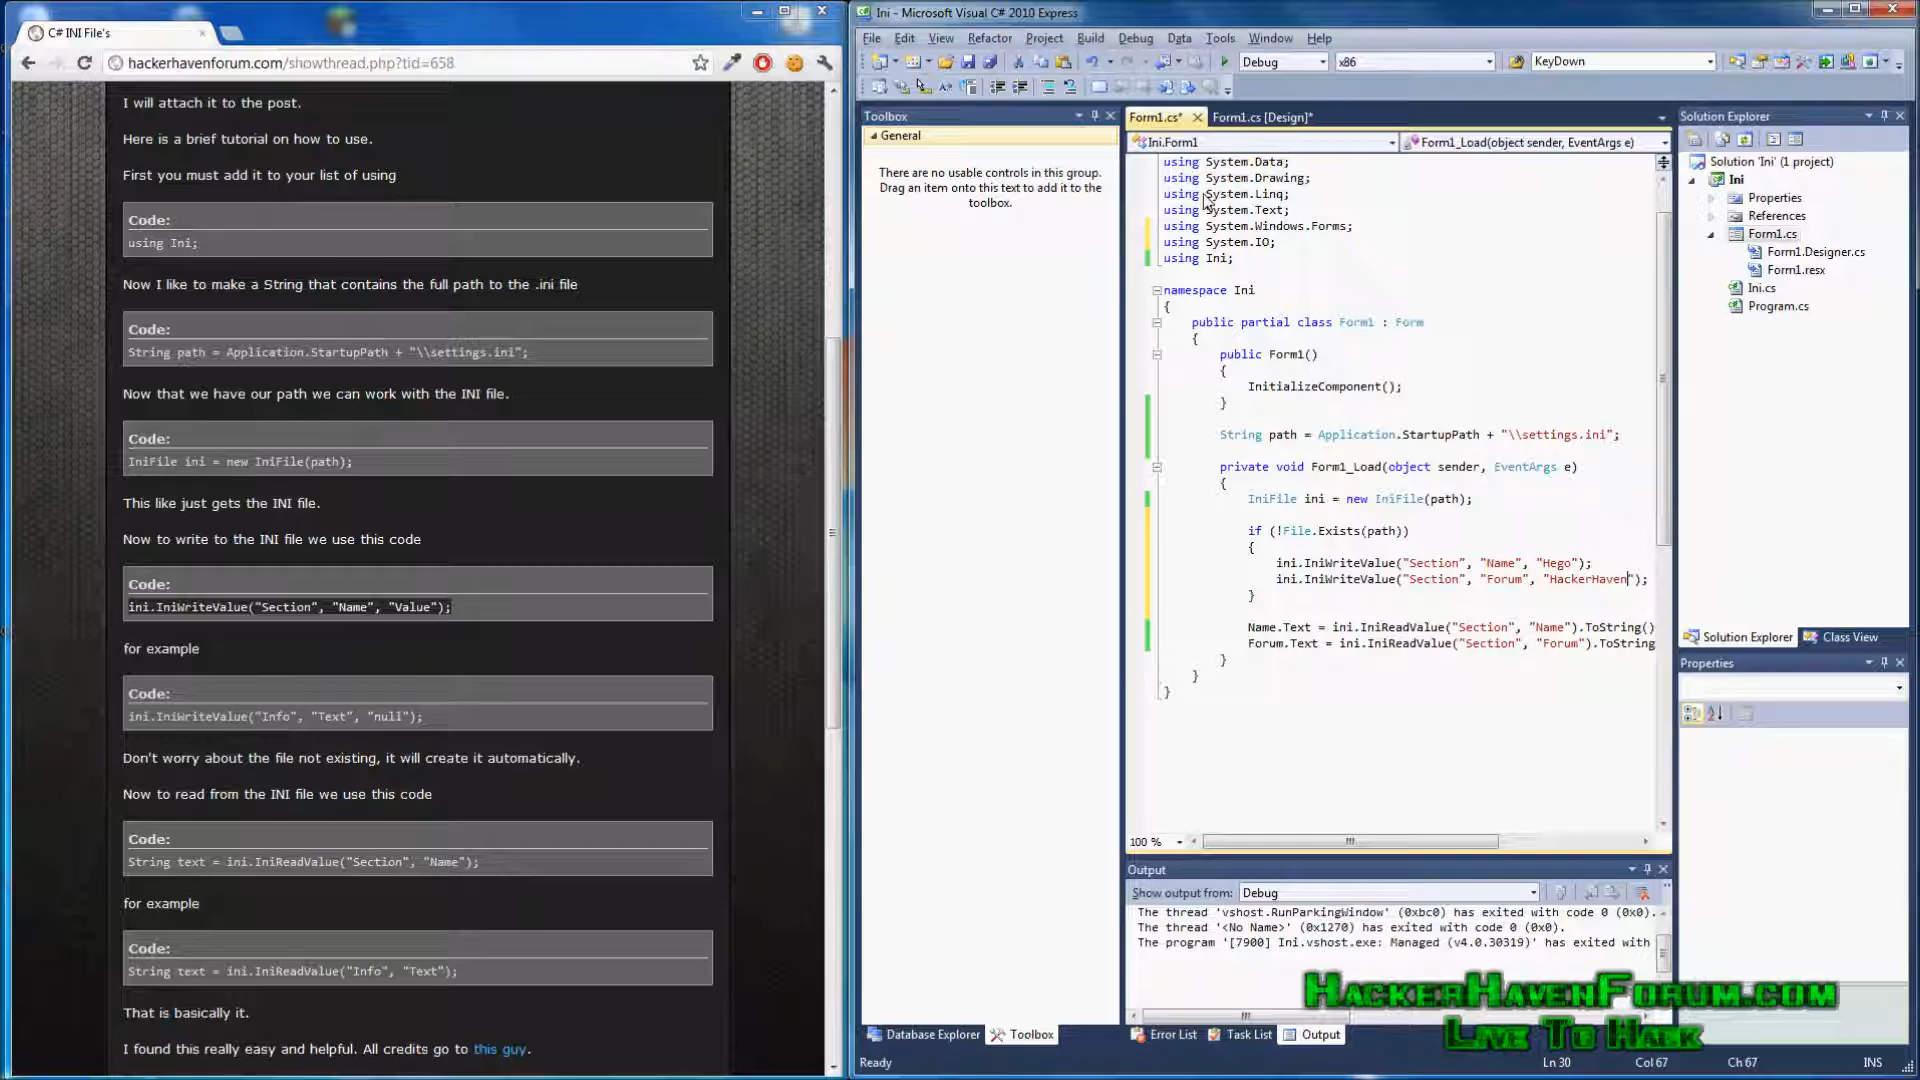 C# INI File's
hackerhavenforum.com/showthread.php?tid=658
I will attach it to the post.
Here is a brief tutorial on how to use.
First you must add it to your list of using
Code:
using Ini;
Now I like to make a String that contains the full path to the .ini file
Code:
String path = Application.StartupPath + "\\settings.ini";
Now that we have our path we can work with the INI file.
Code:
IniFile ini = new IniFile(path);
This like just gets the INI file.
Now to write to the INI file we use this code
Code:
ini.IniWriteValue("Section", "Name", "Value");
for example
Code:
ini.IniWriteValue("Info", "Text", "null");
Don't worry about the file not existing, it will create it automatically.
Now to read from the INI file we use this code
Code:
String text = ini.IniReadValue("Section", "Name");
for example
Code:
String text = ini.IniReadValue("Info", "Text");
That is basically it.
I found this really easy and helpful. All credits go to this guy.
Ini - Microsoft Visual C# 2010 Express
File Edit View Refactor Project Build Debug Data Tools Window Help
Debug x86 KeyDown
Toolbox
General
There are no usable controls in this group.
Drag an item onto this text to add it to the
toolbox.
Database Explorer Toolbox
Form1.cs* Form1.cs [Design]*
Ini.Form1 Form1_Load(object sender, EventArgs e)
using System.Data;
using System.Drawing;
using System.Linq;
using System.Text;
using System.Windows.Forms;
using System.IO;
using Ini;
namespace Ini
{
public partial class Form1 : Form
{
public Form1()
{
InitializeComponent();
}
String path = Application.StartupPath + "\\settings.ini";
private void Form1_Load(object sender, EventArgs e)
{
IniFile ini = new IniFile(path);
if (!File.Exists(path))
{
ini.IniWriteValue("Section", "Name", "Hego");
ini.IniWriteValue("Section", "Forum", "HackerHaven");
}
Name.Text = ini.IniReadValue("Section", "Name").ToString()
Forum.Text = ini.IniReadValue("Section", "Forum").ToString
}
}
}
100 %
Output
Show output from: Debug
The thread 'vshost.RunParkingWindow' (0xbc0) has exited with code 0 (0x0).
The thread '<No Name>' (0x1270) has exited with code 0 (0x0).
The program '[7900] Ini.vshost.exe: Managed (v4.0.30319)' has exited with
Error List Task List Output
Solution Explorer
Solution 'Ini' (1 project)
Ini
Properties
References
Form1.cs
Form1.Designer.cs
Form1.resx
Ini.cs
Program.cs
Solution Explorer Class View
Properties
HackerHavenForum.com
Live To Hack
Ready Ln 30 Col 67 Ch 67 INS